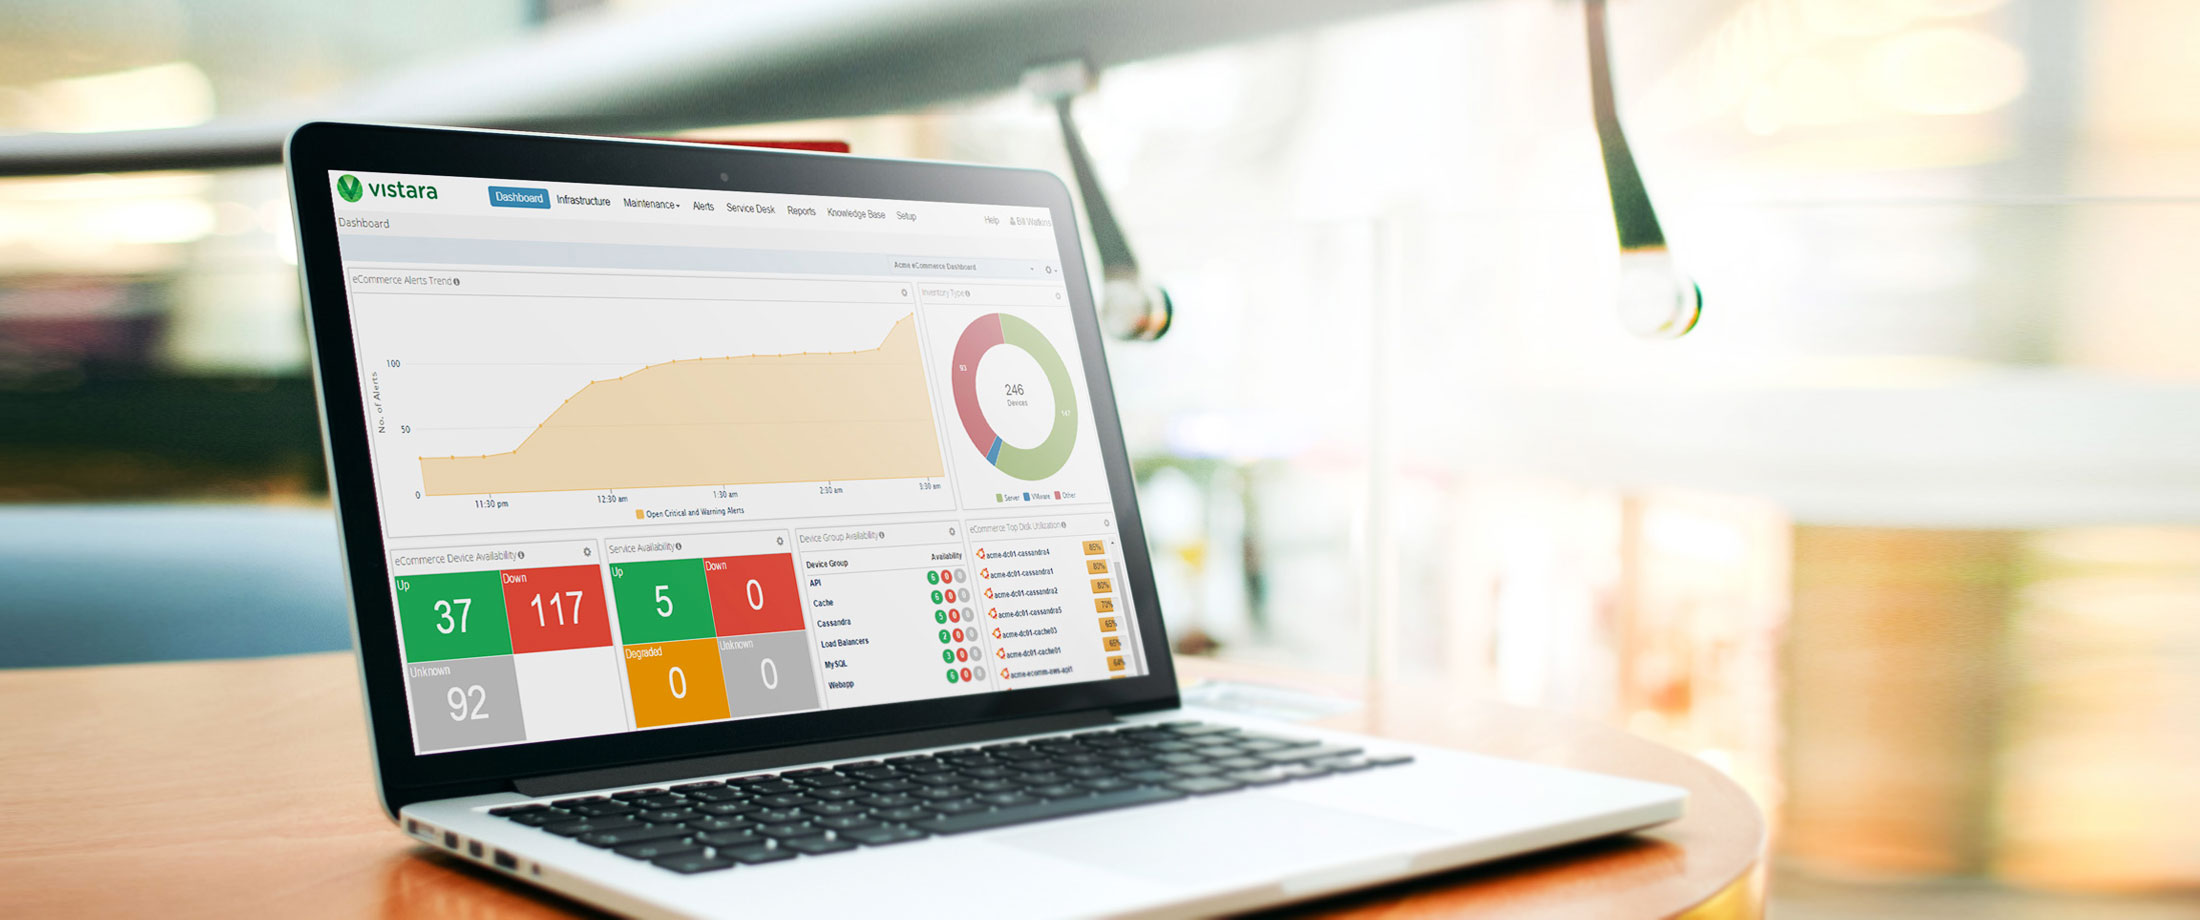 vistara
Dashboard Infrastructure Maintenance Alerts Service Desk Reports Knowledge Base Setup Help Bill Watkins
Dashboard
Acme eCommerce Dashboard
eCommerce Alerts Trend
No. of Alerts
100
50
0
11:30 pm 12:30 am 1:30 am 2:30 am 3:30 am
Open Critical and Warning Alerts
Inventory Type
93
246
Devices
Server VMware Other
eCommerce Device Availability
Up
37
Down
117
Unknown
92
Service Availability
Up
5
Down
0
Degraded
0
Unknown
0
Device Group Availability
Device Group Availability
API 6 0 0
Cache 6 0 0
Cassandra 5 0 0
Load Balancers 2 0 0
MySQL 3 0 0
Webapp 6 0 0
eCommerce Top Disk Utilization
acme-dc01-cassandra4 85%
acme-dc01-cassandra1 80%
acme-dc01-cassandra2 80%
acme-dc01-cassandra5 70%
acme-dc01-cache03 65%
acme-dc01-cache01 65%
acme-ecomm-aws-api1